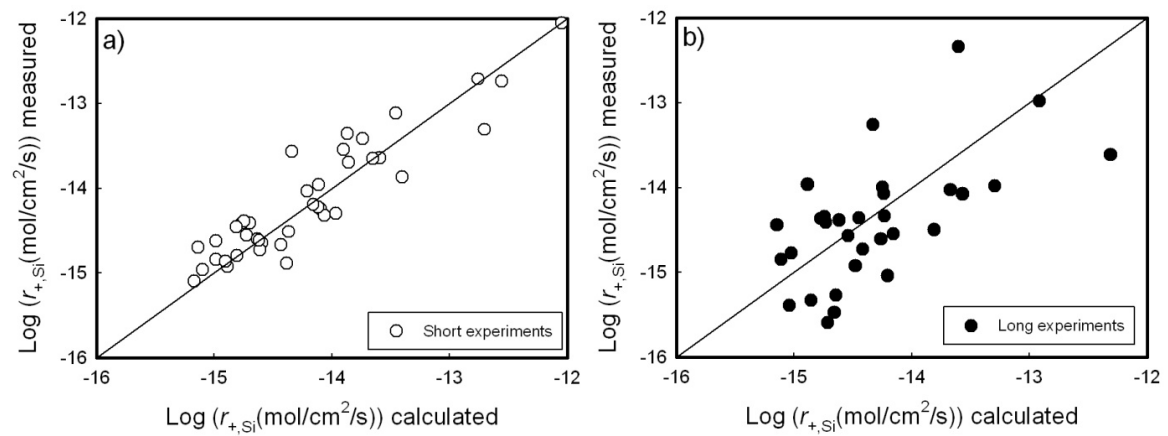 a)
Log (r+,Si(mol/cm2/s)) measured
-12
-13
-14
-15
-16
Short experiments
-16 -15 -14 -13 -12
Log (r+,Si(mol/cm2/s)) calculated
b)
Log (r+,Si(mol/cm2/s)) measured
-12
-13
-14
-15
-16
Long experiments
-16 -15 -14 -13 -12
Log (r+,Si(mol/cm2/s)) calculated